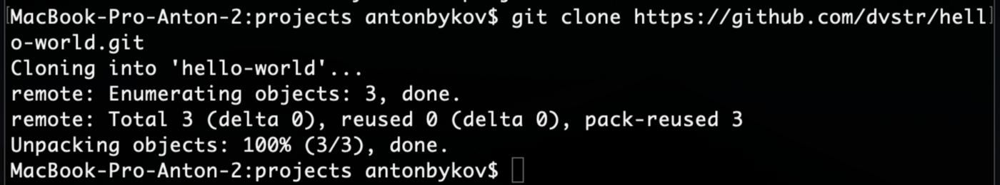 MacBook-Pro-Anton-2:projects antonbykov$ git clone https://github.com/dvstr/hell
o-world.git
Cloning into 'hello-world'...
remote: Enumerating objects: 3, done.
remote: Total 3 (delta 0), reused 0 (delta 0), pack-reused 3
Unpacking objects: 100% (3/3), done.
MacBook-Pro-Anton-2:projects antonbykov$